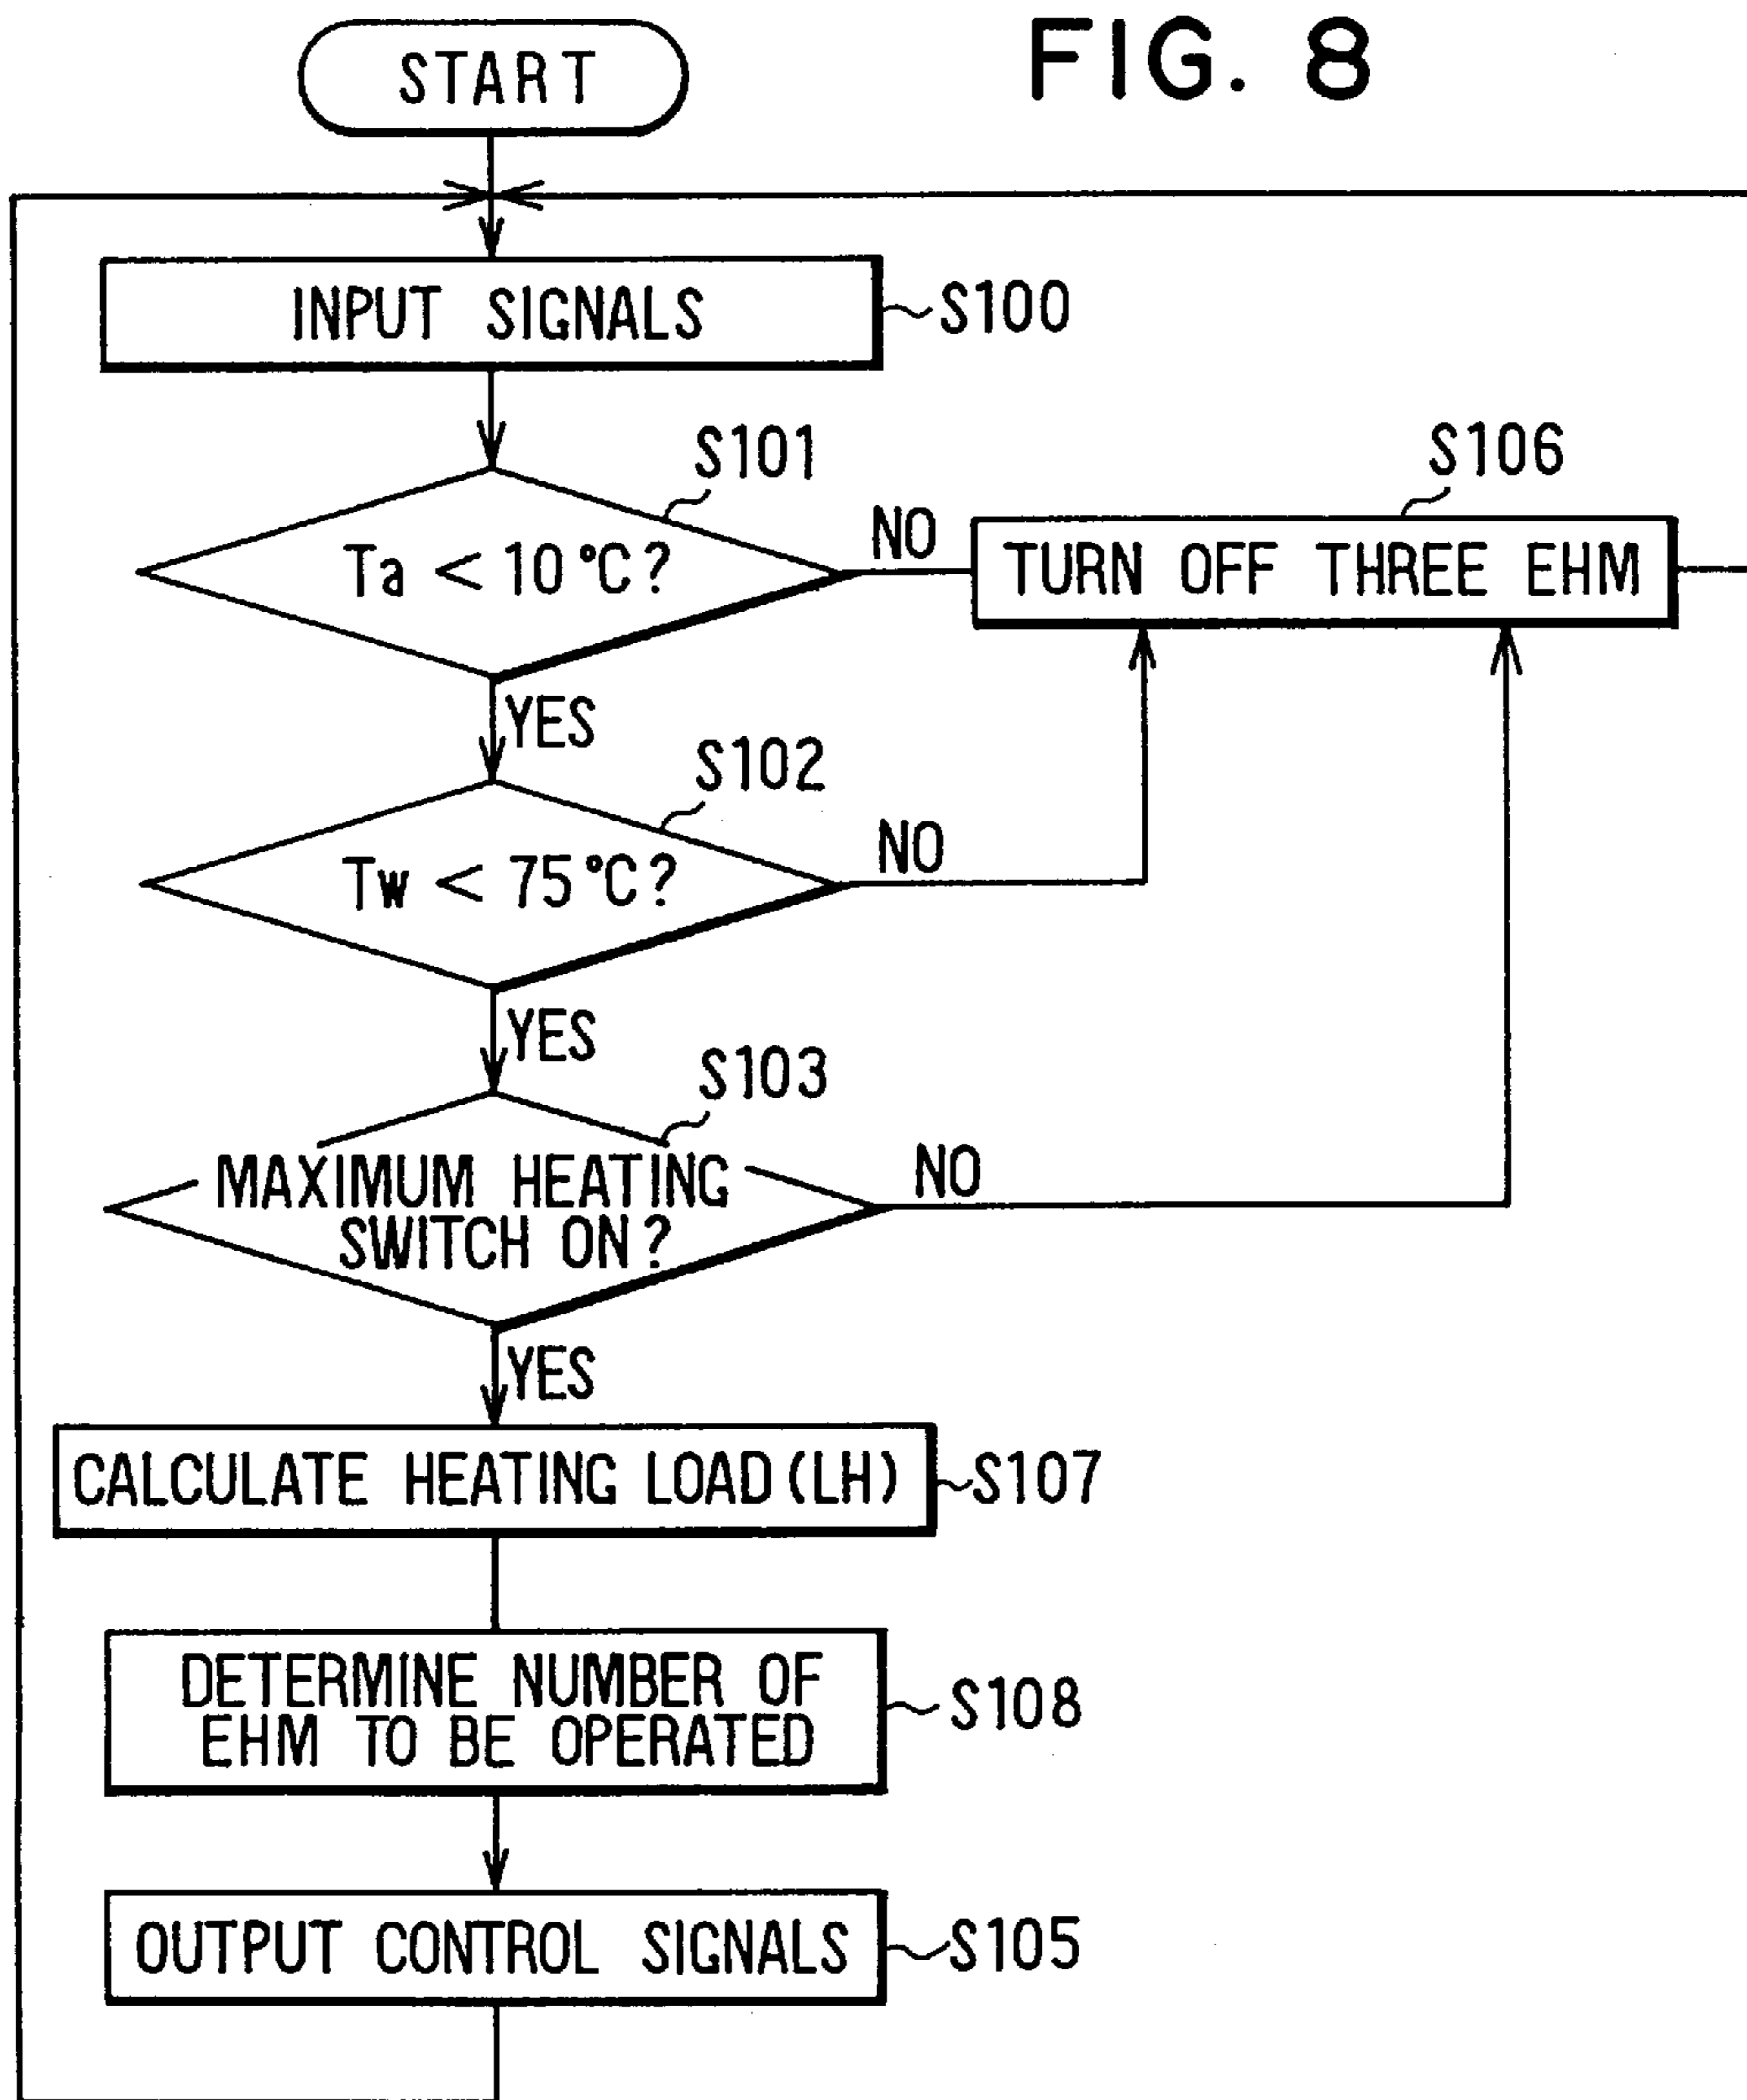 FIG. 8
START
INPUT SIGNALS
S100
S101
Ta < 10°C?
NO
S106
TURN OFF THREE EHM
YES
S102
Tw < 75°C?
NO
YES
S103
MAXIMUM HEATING
SWITCH ON?
NO
YES
CALCULATE HEATING LOAD (LH)
S107
DETERMINE NUMBER OF
EHM TO BE OPERATED
S108
OUTPUT CONTROL SIGNALS
S105